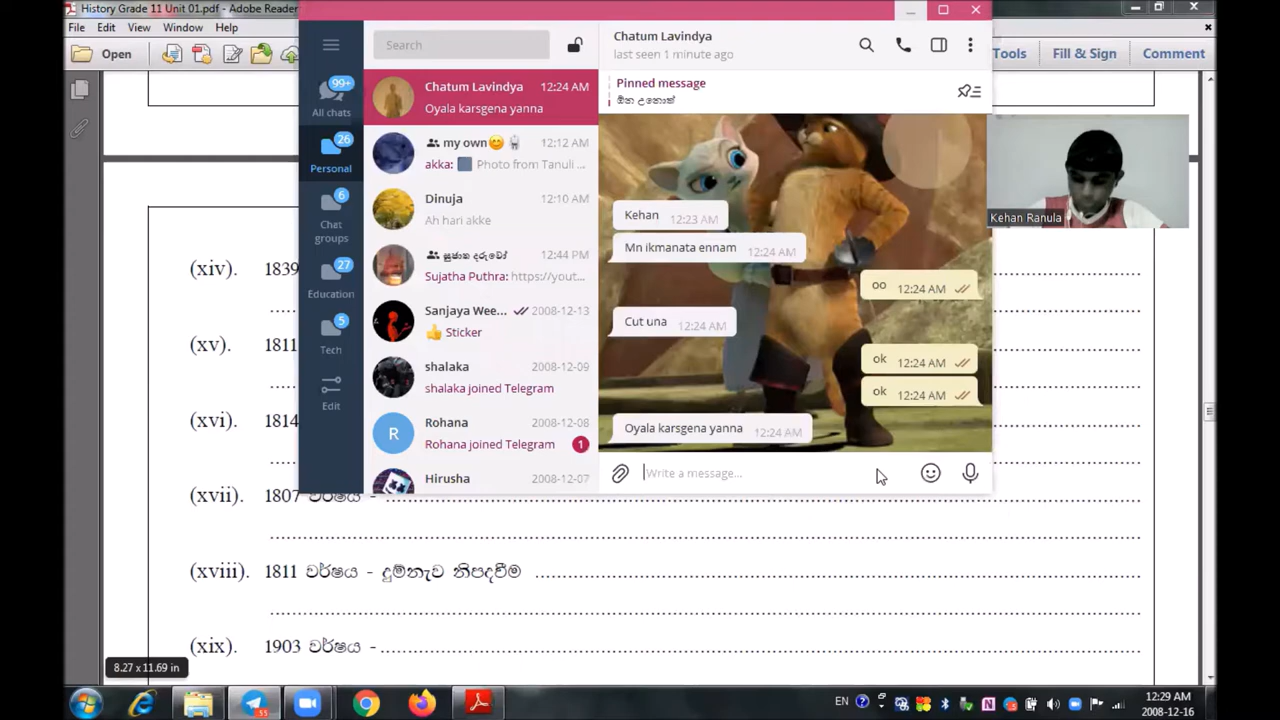 History Grade 11 Unit 01.pdf - Adobe Reader
File Edit View Window Help
Open
Tools Fill & Sign Comment
Search
99+
All chats
26
Personal
6
Chat groups
27
Education
5
Tech
Edit
Chatum Lavindya 12:24 AM
Oyala karsgena yanna
my own😊 12:12 AM
akka: Photo from Tanuli ...
Dinuja 12:10 AM
Ah hari akke
සුජාත දරුවෝ 12:44 PM
Sujatha Puthra: https://yout...
Sanjaya Wee... 2008-12-13
👍 Sticker
shalaka 2008-12-09
shalaka joined Telegram
R
Rohana 2008-12-08
Rohana joined Telegram 1
Hirusha 2008-12-07
Chatum Lavindya
last seen 1 minute ago
Pinned message
ඕන උනොත්
Kehan 12:23 AM
Mn ikmanata ennam 12:24 AM
oo 12:24 AM
Cut una 12:24 AM
ok 12:24 AM
ok 12:24 AM
Oyala karsgena yanna 12:24 AM
Write a message...
Kehan Ranula
(xiv). 1839
(xv). 1811
(xvi). 1814
(xvii). 1807 වර්ෂය -
(xviii). 1811 වර්ෂය - දුම්නැව නිපදවීම
(xix). 1903 වර්ෂය -
8.27 x 11.69 in
55
EN
12:29 AM
2008-12-16